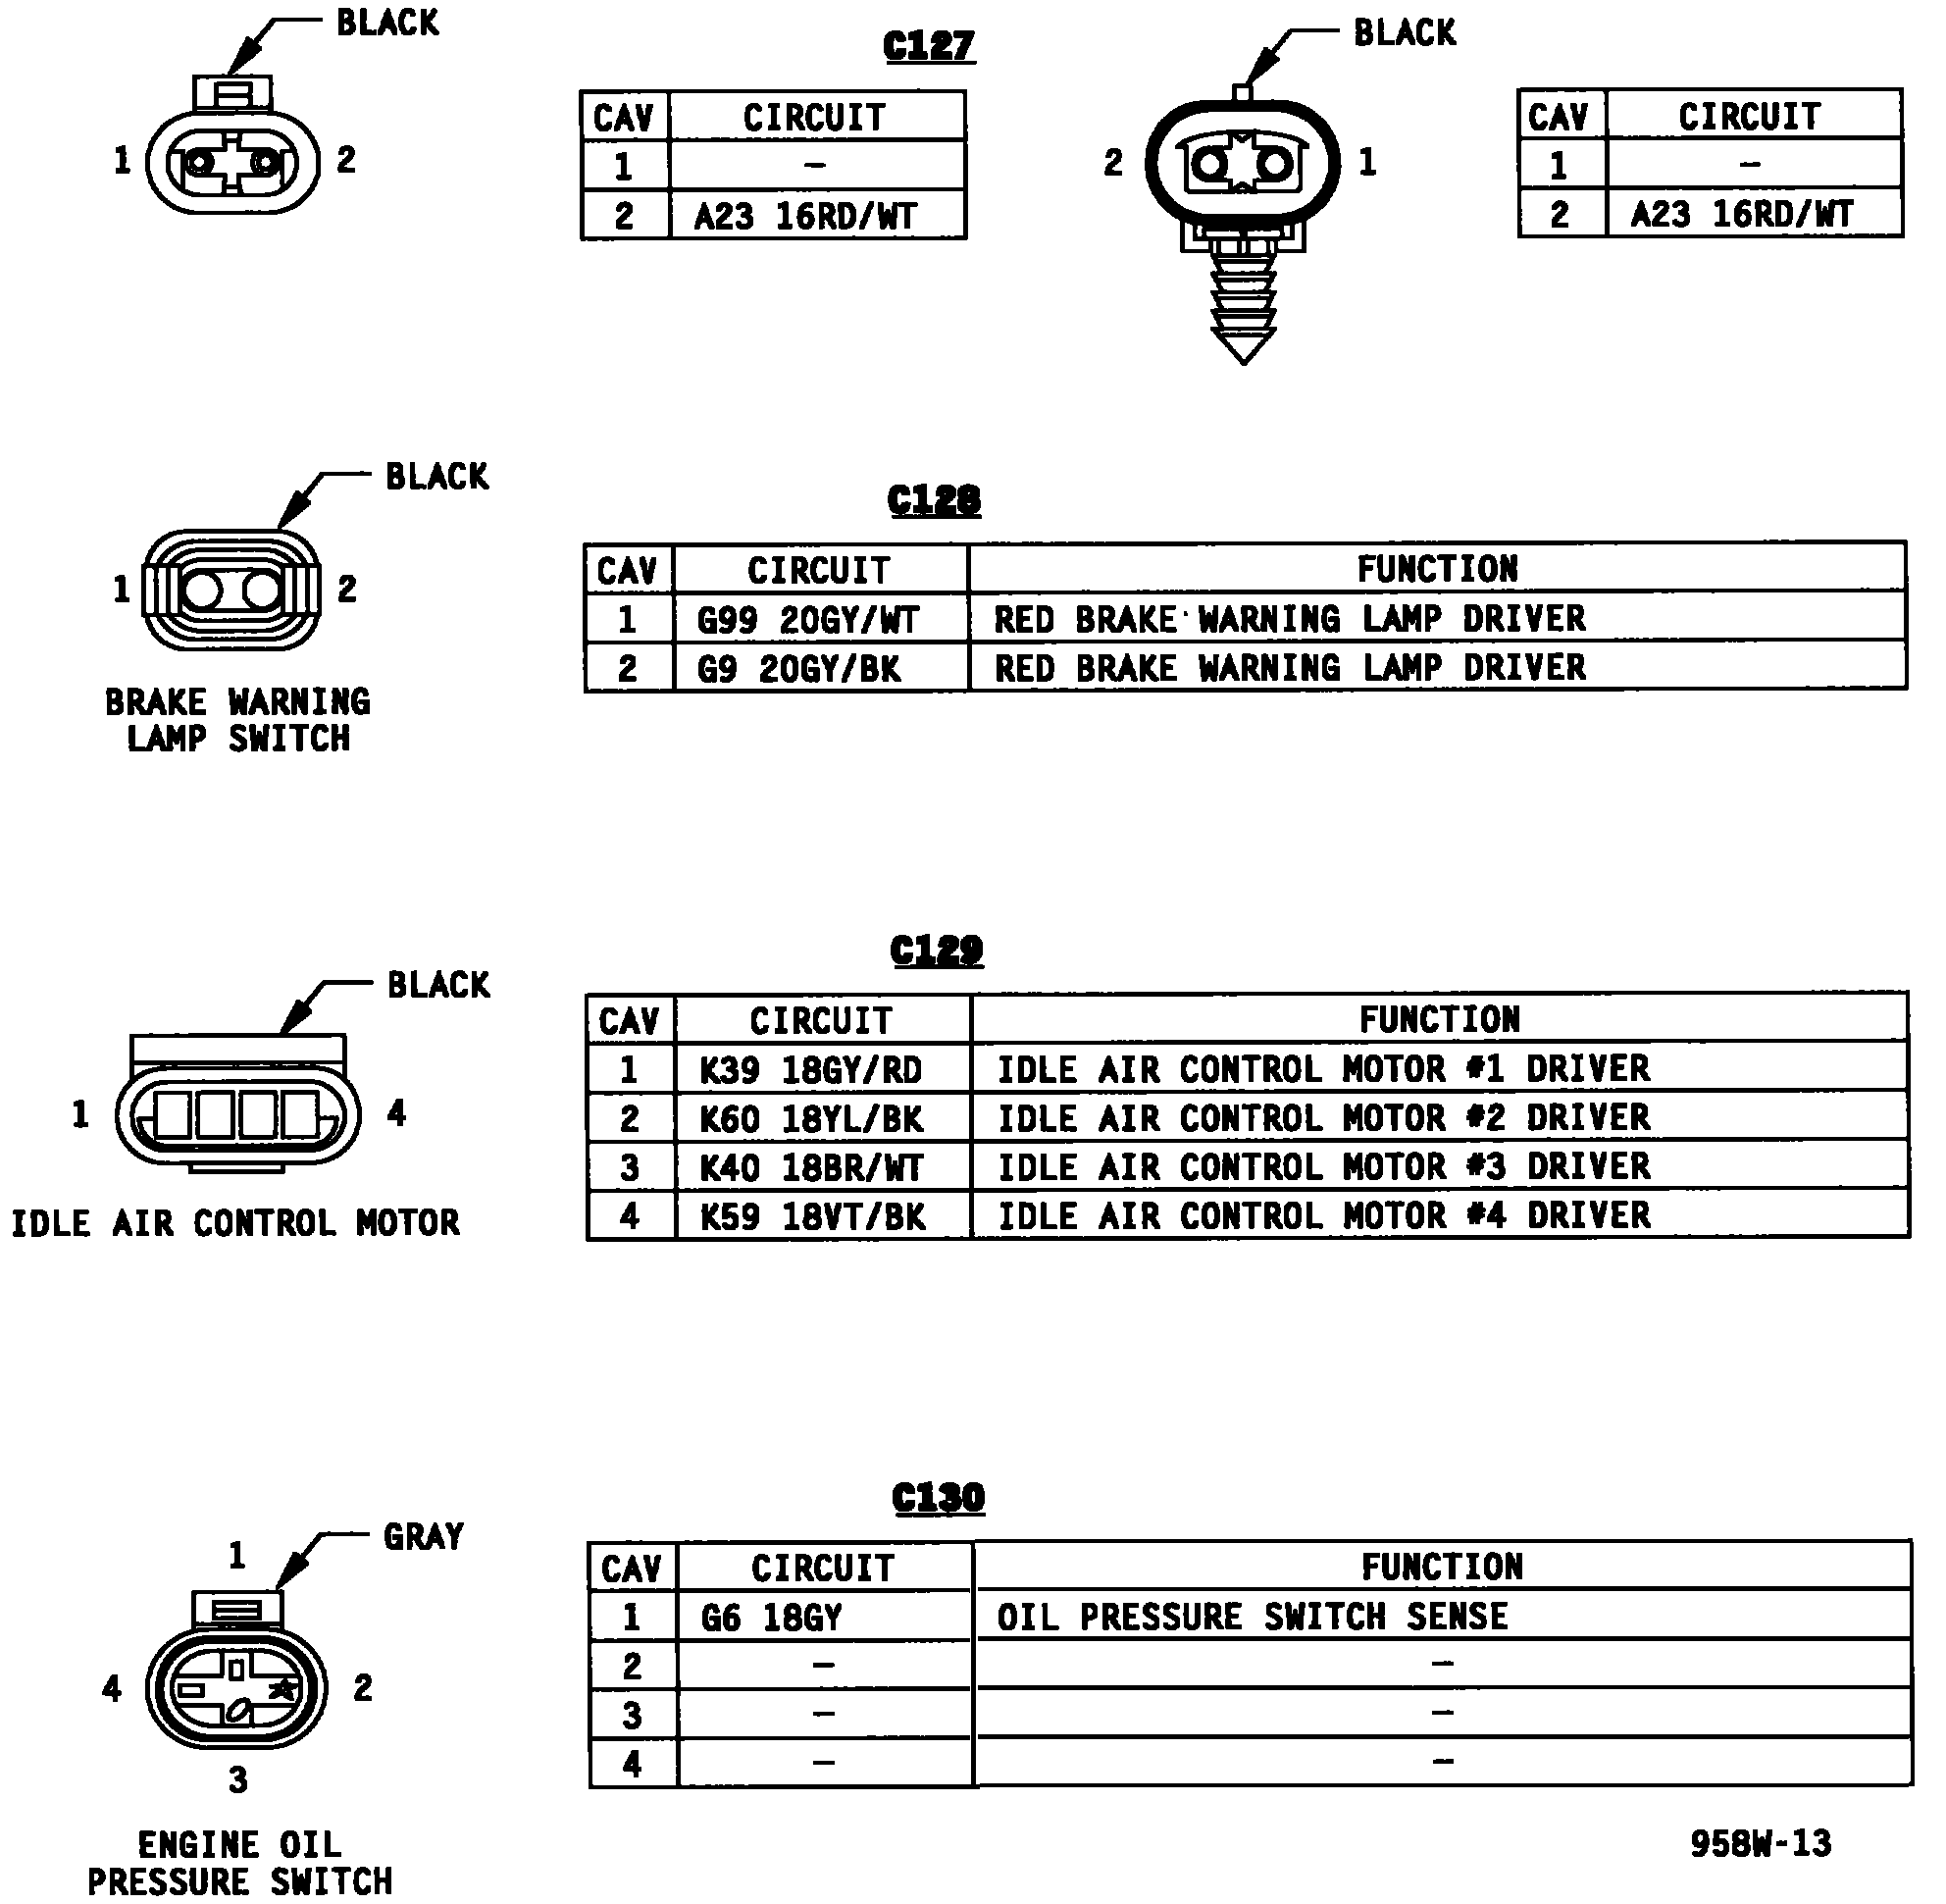 BLACK
C127
BLACK
1
2
CAV CIRCUIT
1 –
2 A23 16RD/WT
2
1
CAV CIRCUIT
1 –
2 A23 16RD/WT
BLACK
C128
1
2
BRAKE WARNING
LAMP SWITCH
CAV CIRCUIT FUNCTION
1 G99 20GY/WT RED BRAKE WARNING LAMP DRIVER
2 G9 20GY/BK RED BRAKE WARNING LAMP DRIVER
C129
BLACK
1
4
IDLE AIR CONTROL MOTOR
CAV CIRCUIT FUNCTION
1 K39 18GY/RD IDLE AIR CONTROL MOTOR #1 DRIVER
2 K60 18YL/BK IDLE AIR CONTROL MOTOR #2 DRIVER
3 K40 18BR/WT IDLE AIR CONTROL MOTOR #3 DRIVER
4 K59 18VT/BK IDLE AIR CONTROL MOTOR #4 DRIVER
C130
GRAY
1
4
2
3
ENGINE OIL
PRESSURE SWITCH
CAV CIRCUIT FUNCTION
1 G6 18GY OIL PRESSURE SWITCH SENSE
2 – –
3 – –
4 – –
958W-13